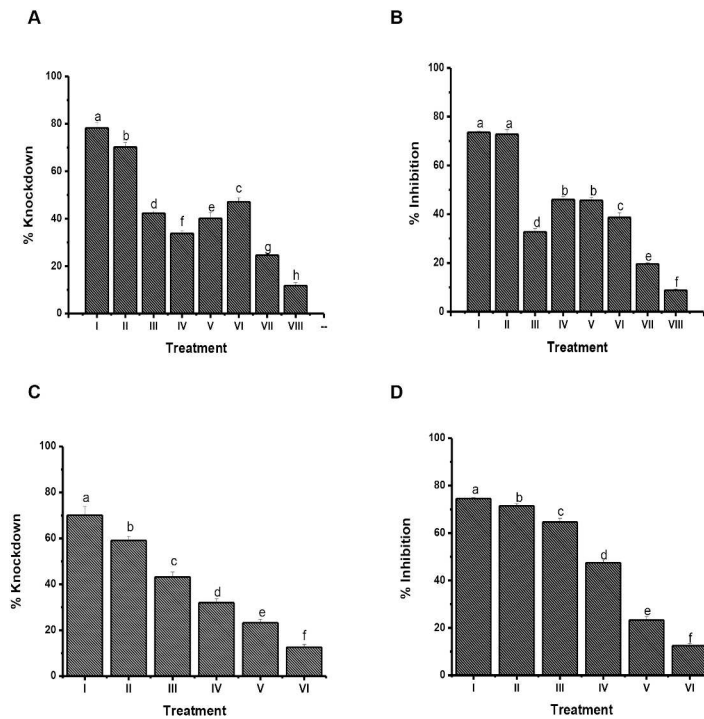 A
100
80
60
40
20
0
% Knockdown
a
b
d
f
e
c
g
h
I II III IV V VI VII VIII --
Treatment
B
100
80
60
40
20
0
% Inhibition
a
a
d
b
b
c
e
f
I II III IV V VI VII VIII
Treatment
C
100
80
60
40
20
0
% Knockdown
a
b
c
d
e
f
I II III IV V VI
Treatment
D
100
80
60
40
20
0
% Inhibition
a
b
c
d
e
f
I II III IV V VI
Treatment